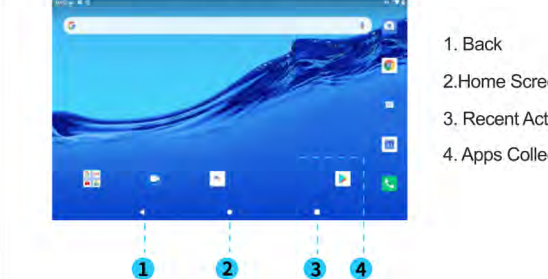 1. Back
2.Home Scre
3. Recent Act
4. Apps Colle
1
2
3
4